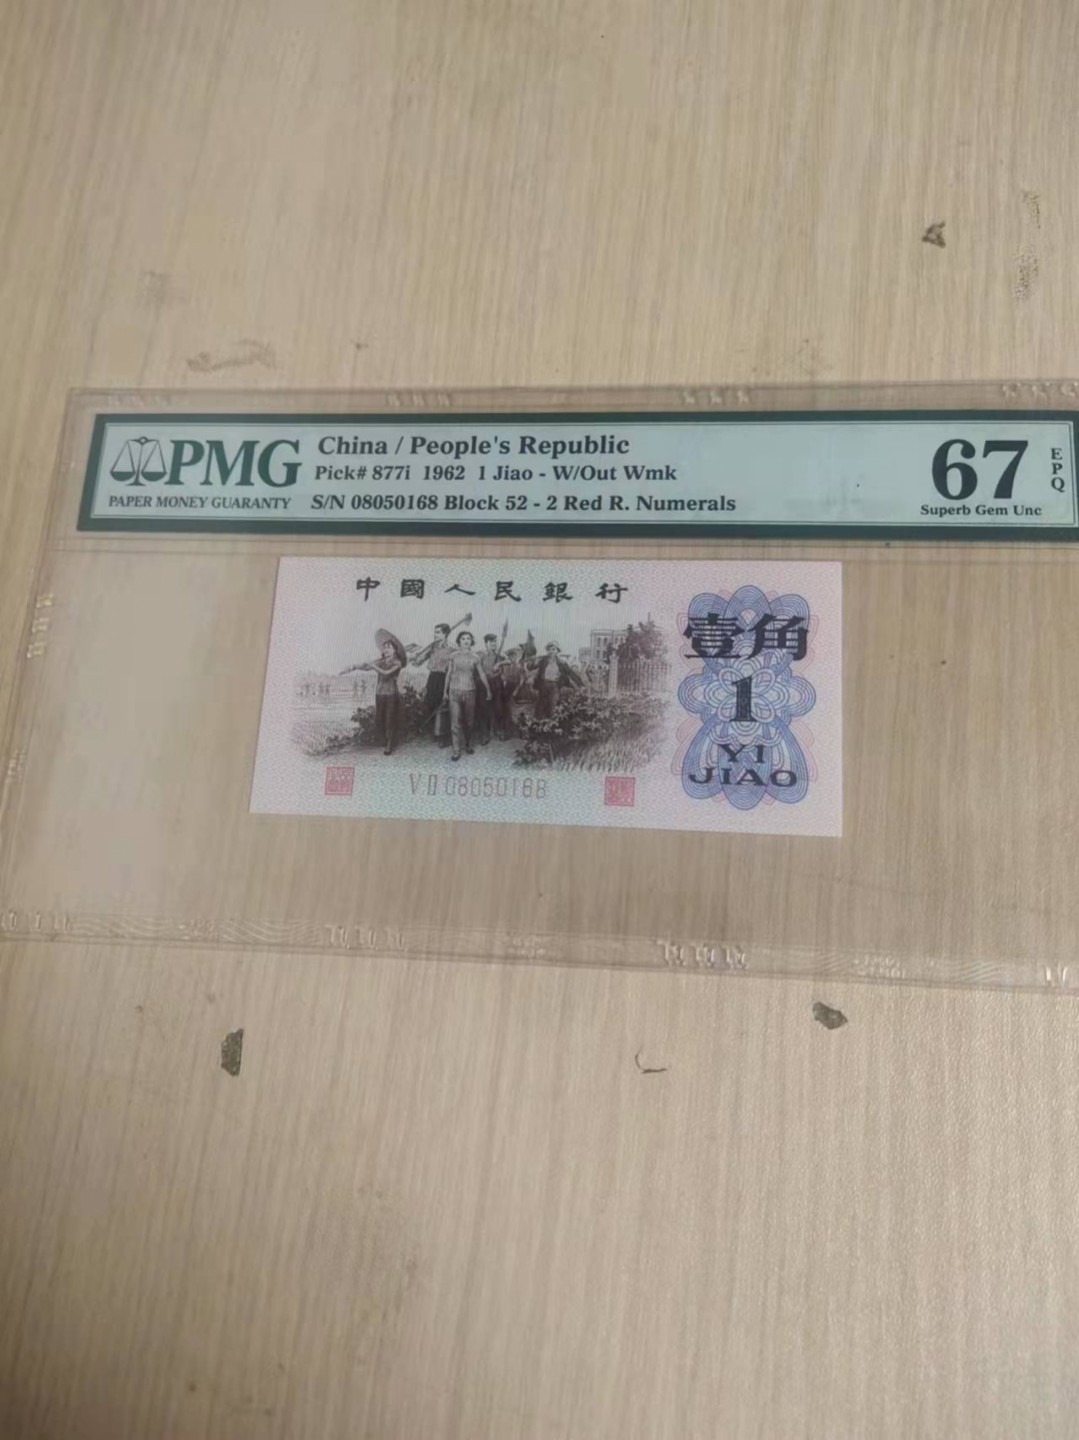 PMG
PAPER MONEY GUARANTY
China / People's Republic
Pick# 877i 1962 1 Jiao - W/Out Wmk
S/N 08050168 Block 52 - 2 Red R. Numerals
67
EPQ
Superb Gem Unc
中國人民銀行
壹角
1
YI
JIAO
VII 08050168